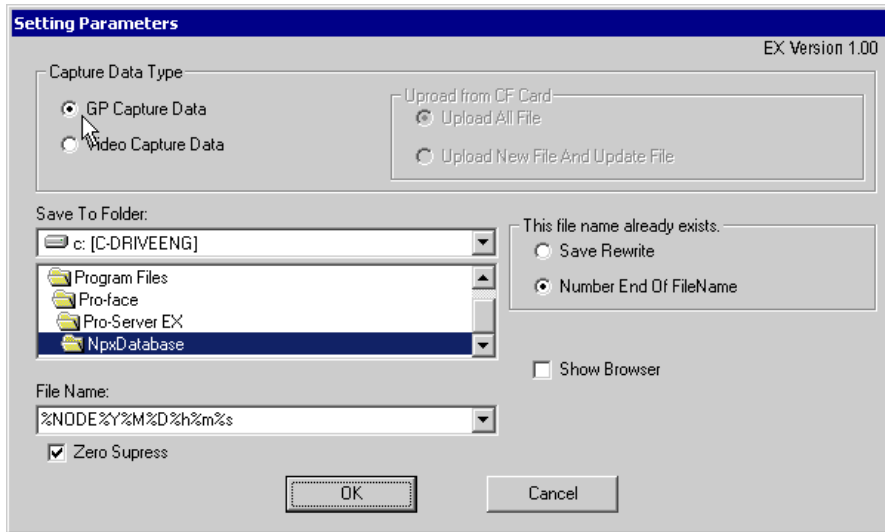 Setting Parameters
EX Version 1.00
Capture Data Type
GP Capture Data
Video Capture Data
Uproad from CF Card
Upload All File
Upload New File And Update File
Save To Folder:
c: [C-DRIVEENG]
Program Files
Pro-face
Pro-Server EX
NpxDatabase
This file name already exists.
Save Rewrite
Number End Of FileName
Show Browser
File Name:
%NODE%Y%M%D%h%m%s
Zero Supress
OK
Cancel